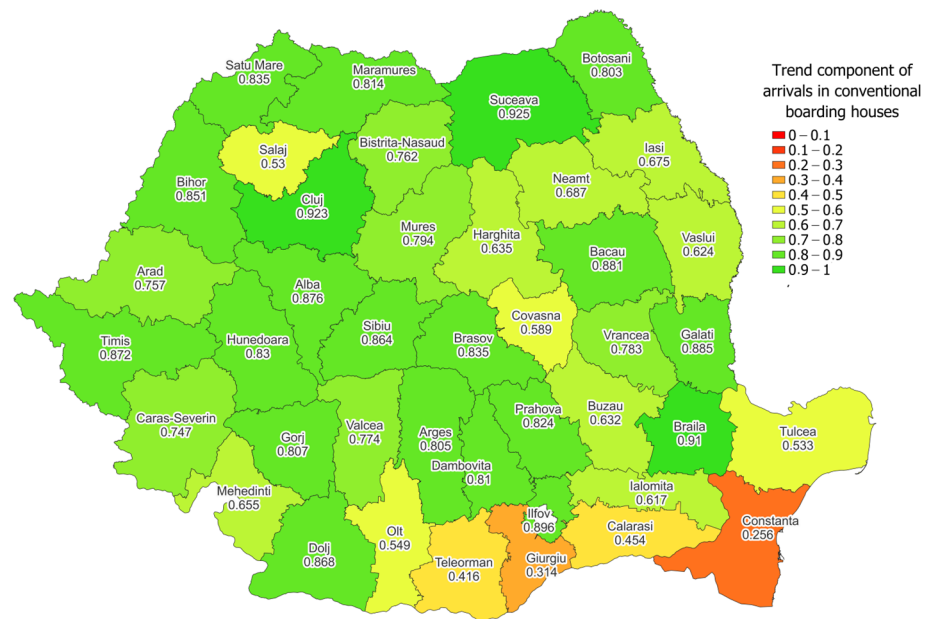 Trend component of
arrivals in conventional
boarding houses
0 – 0.1
0.1 – 0.2
0.2 – 0.3
0.3 – 0.4
0.4 – 0.5
0.5 – 0.6
0.6 – 0.7
0.7 – 0.8
0.8 – 0.9
0.9 – 1
Botosani
0.803
Satu Mare
0.835
Maramures
0.814
Suceava
0.925
Salaj
0.53
Bistrita-Nasaud
0.762
Iasi
0.675
Neamt
0.687
Bihor
0.851
Cluj
0.923
Mures
0.794
Harghita
0.635
Bacau
0.881
Vaslui
0.624
Arad
0.757
Alba
0.876
Covasna
0.589
Timis
0.872
Hunedoara
0.83
Sibiu
0.864
Brasov
0.835
Vrancea
0.783
Galati
0.885
Caras-Severin
0.747
Gorj
0.807
Valcea
0.774
Arges
0.805
Prahova
0.824
Buzau
0.632
Braila
0.91
Tulcea
0.533
Dambovita
0.81
Mehedinti
0.655
Ialomita
0.617
Ilfov
0.896
Calarasi
0.454
Constanta
0.256
Dolj
0.868
Olt
0.549
Teleorman
0.416
Giurgiu
0.314